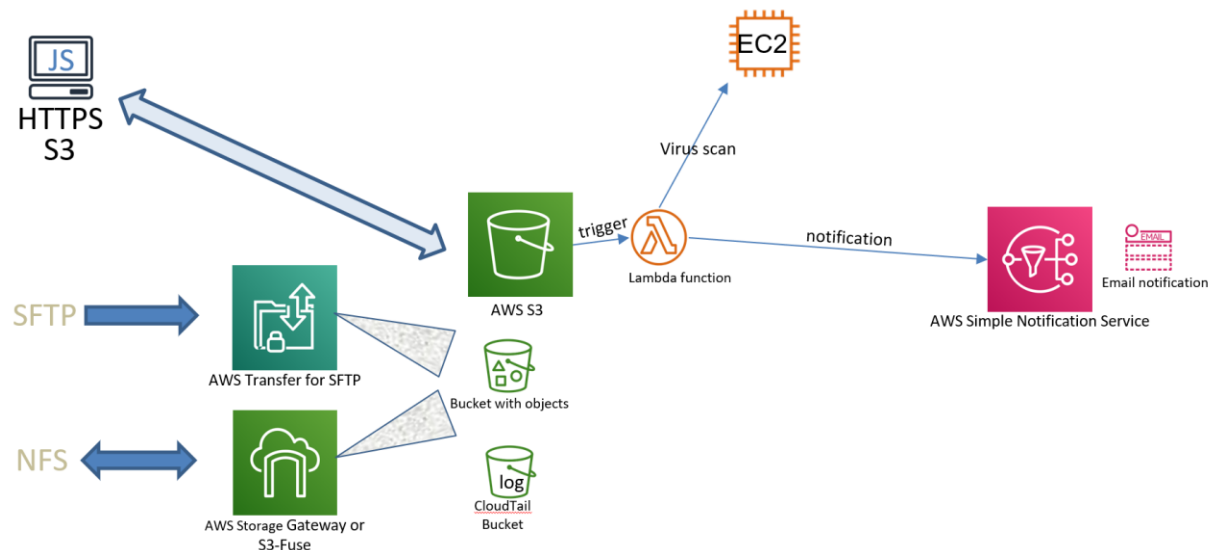 EC2
JS
HTTPS
S3
Virus scan
trigger
notification
Lambda function
EMAIL
Email notification
AWS S3
AWS Simple Notification Service
SFTP
AWS Transfer for SFTP
Bucket with objects
NFS
log
CloudTail
Bucket
AWS Storage Gateway or
S3-Fuse